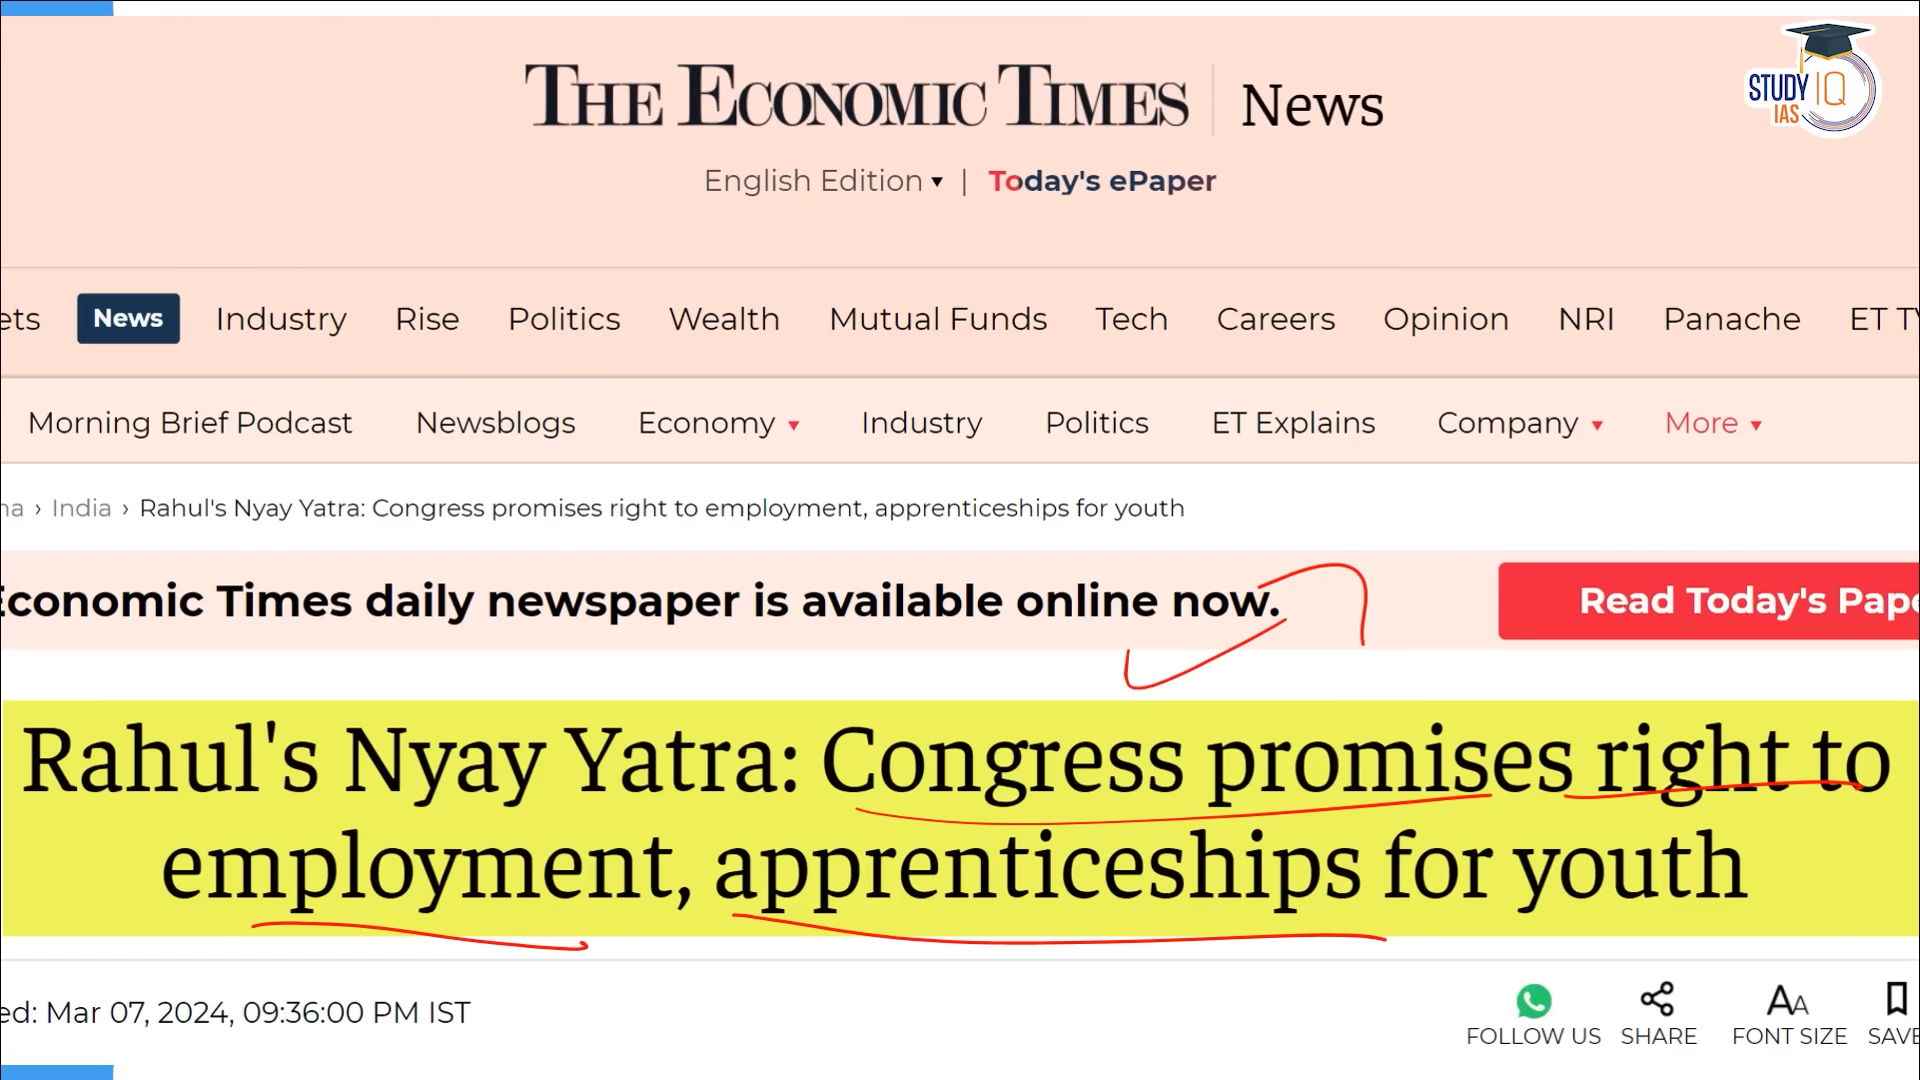 THE ECONOMIC TIMES News
STUDY IQ
IAS
English Edition ▾ | Today's ePaper
News Industry Rise Politics Wealth Mutual Funds Tech Careers Opinion NRI Panache ET
Morning Brief Podcast Newsblogs Economy ▾ Industry Politics ET Explains Company ▾ More ▾
› India › Rahul's Nyay Yatra: Congress promises right to employment, apprenticeships for youth
Economic Times daily newspaper is available online now. Read Today's
Rahul's Nyay Yatra: Congress promises right to
employment, apprenticeships for youth
Mar 07, 2024, 09:36:00 PM IST
FOLLOW US SHARE FONT SIZE SAVE